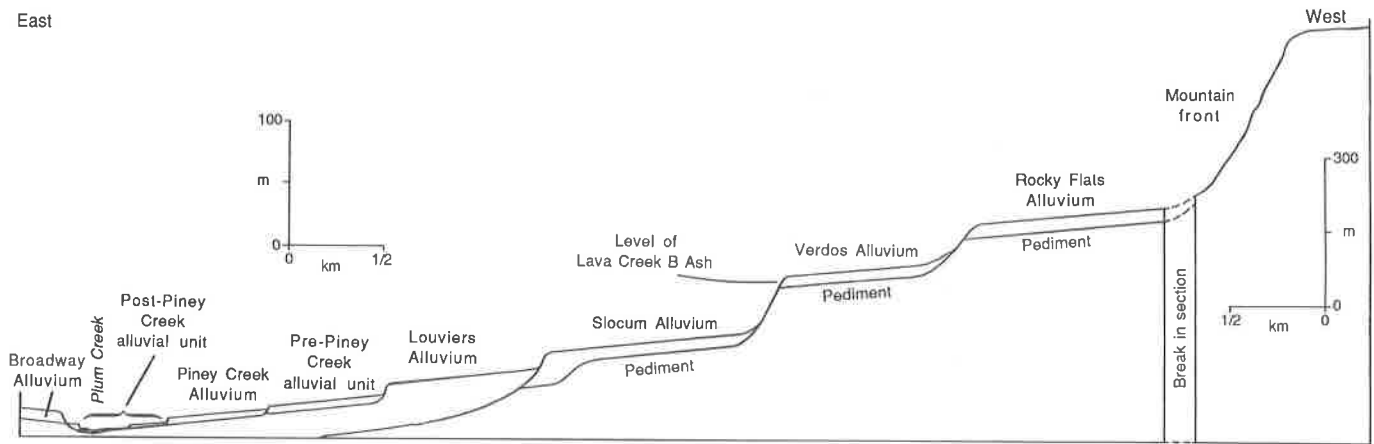 East
West
100
m
0
0
km
1/2
Mountain
front
300
m
0
1/2
km
0
Rocky Flats
Alluvium
Pediment
Break in section
Level of
Lava Creek B Ash
Verdos Alluvium
Pediment
Slocum Alluvium
Pediment
Louviers
Alluvium
Pre-Piney
Creek
alluvial unit
Piney Creek
Alluvium
Post-Piney
Creek
alluvial unit
Plum Creek
Broadway
Alluvium